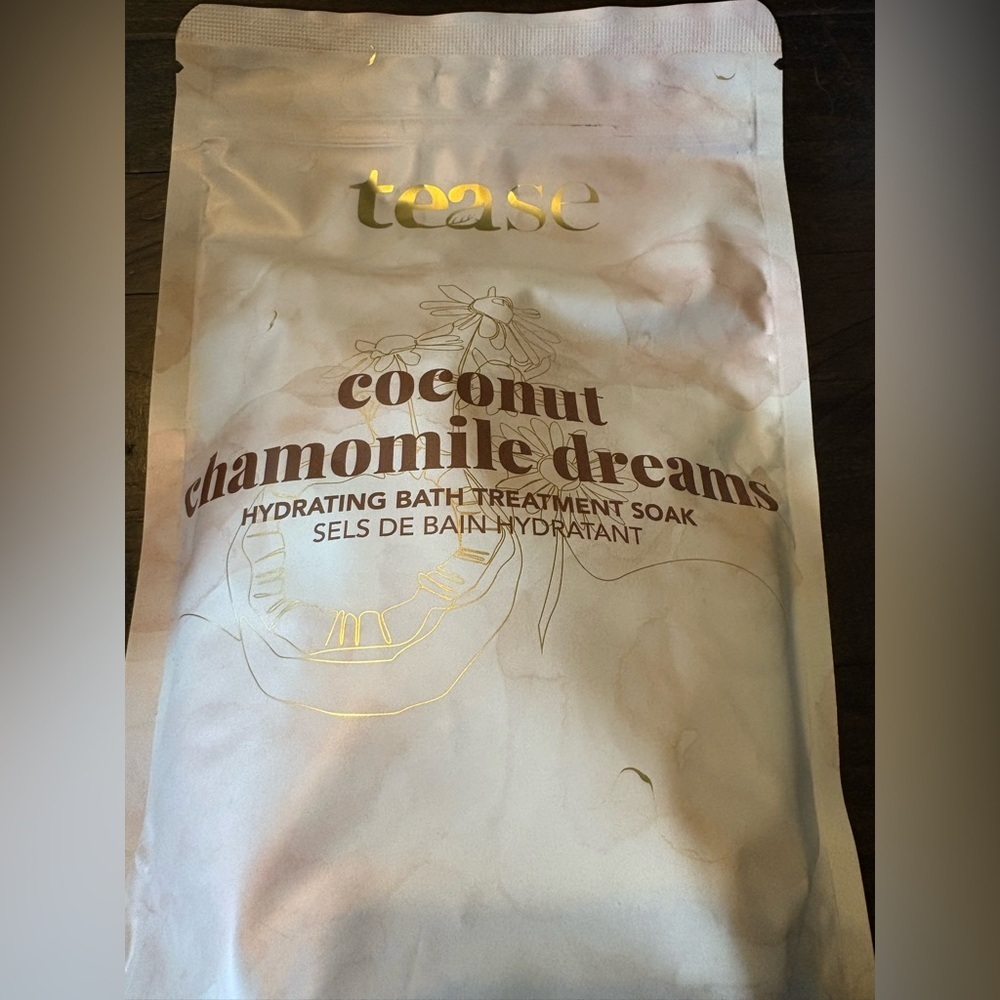 tease
coconut
chamomile dreams
HYDRATING BATH TREATMENT SOAK
SELS DE BAIN HYDRATANT